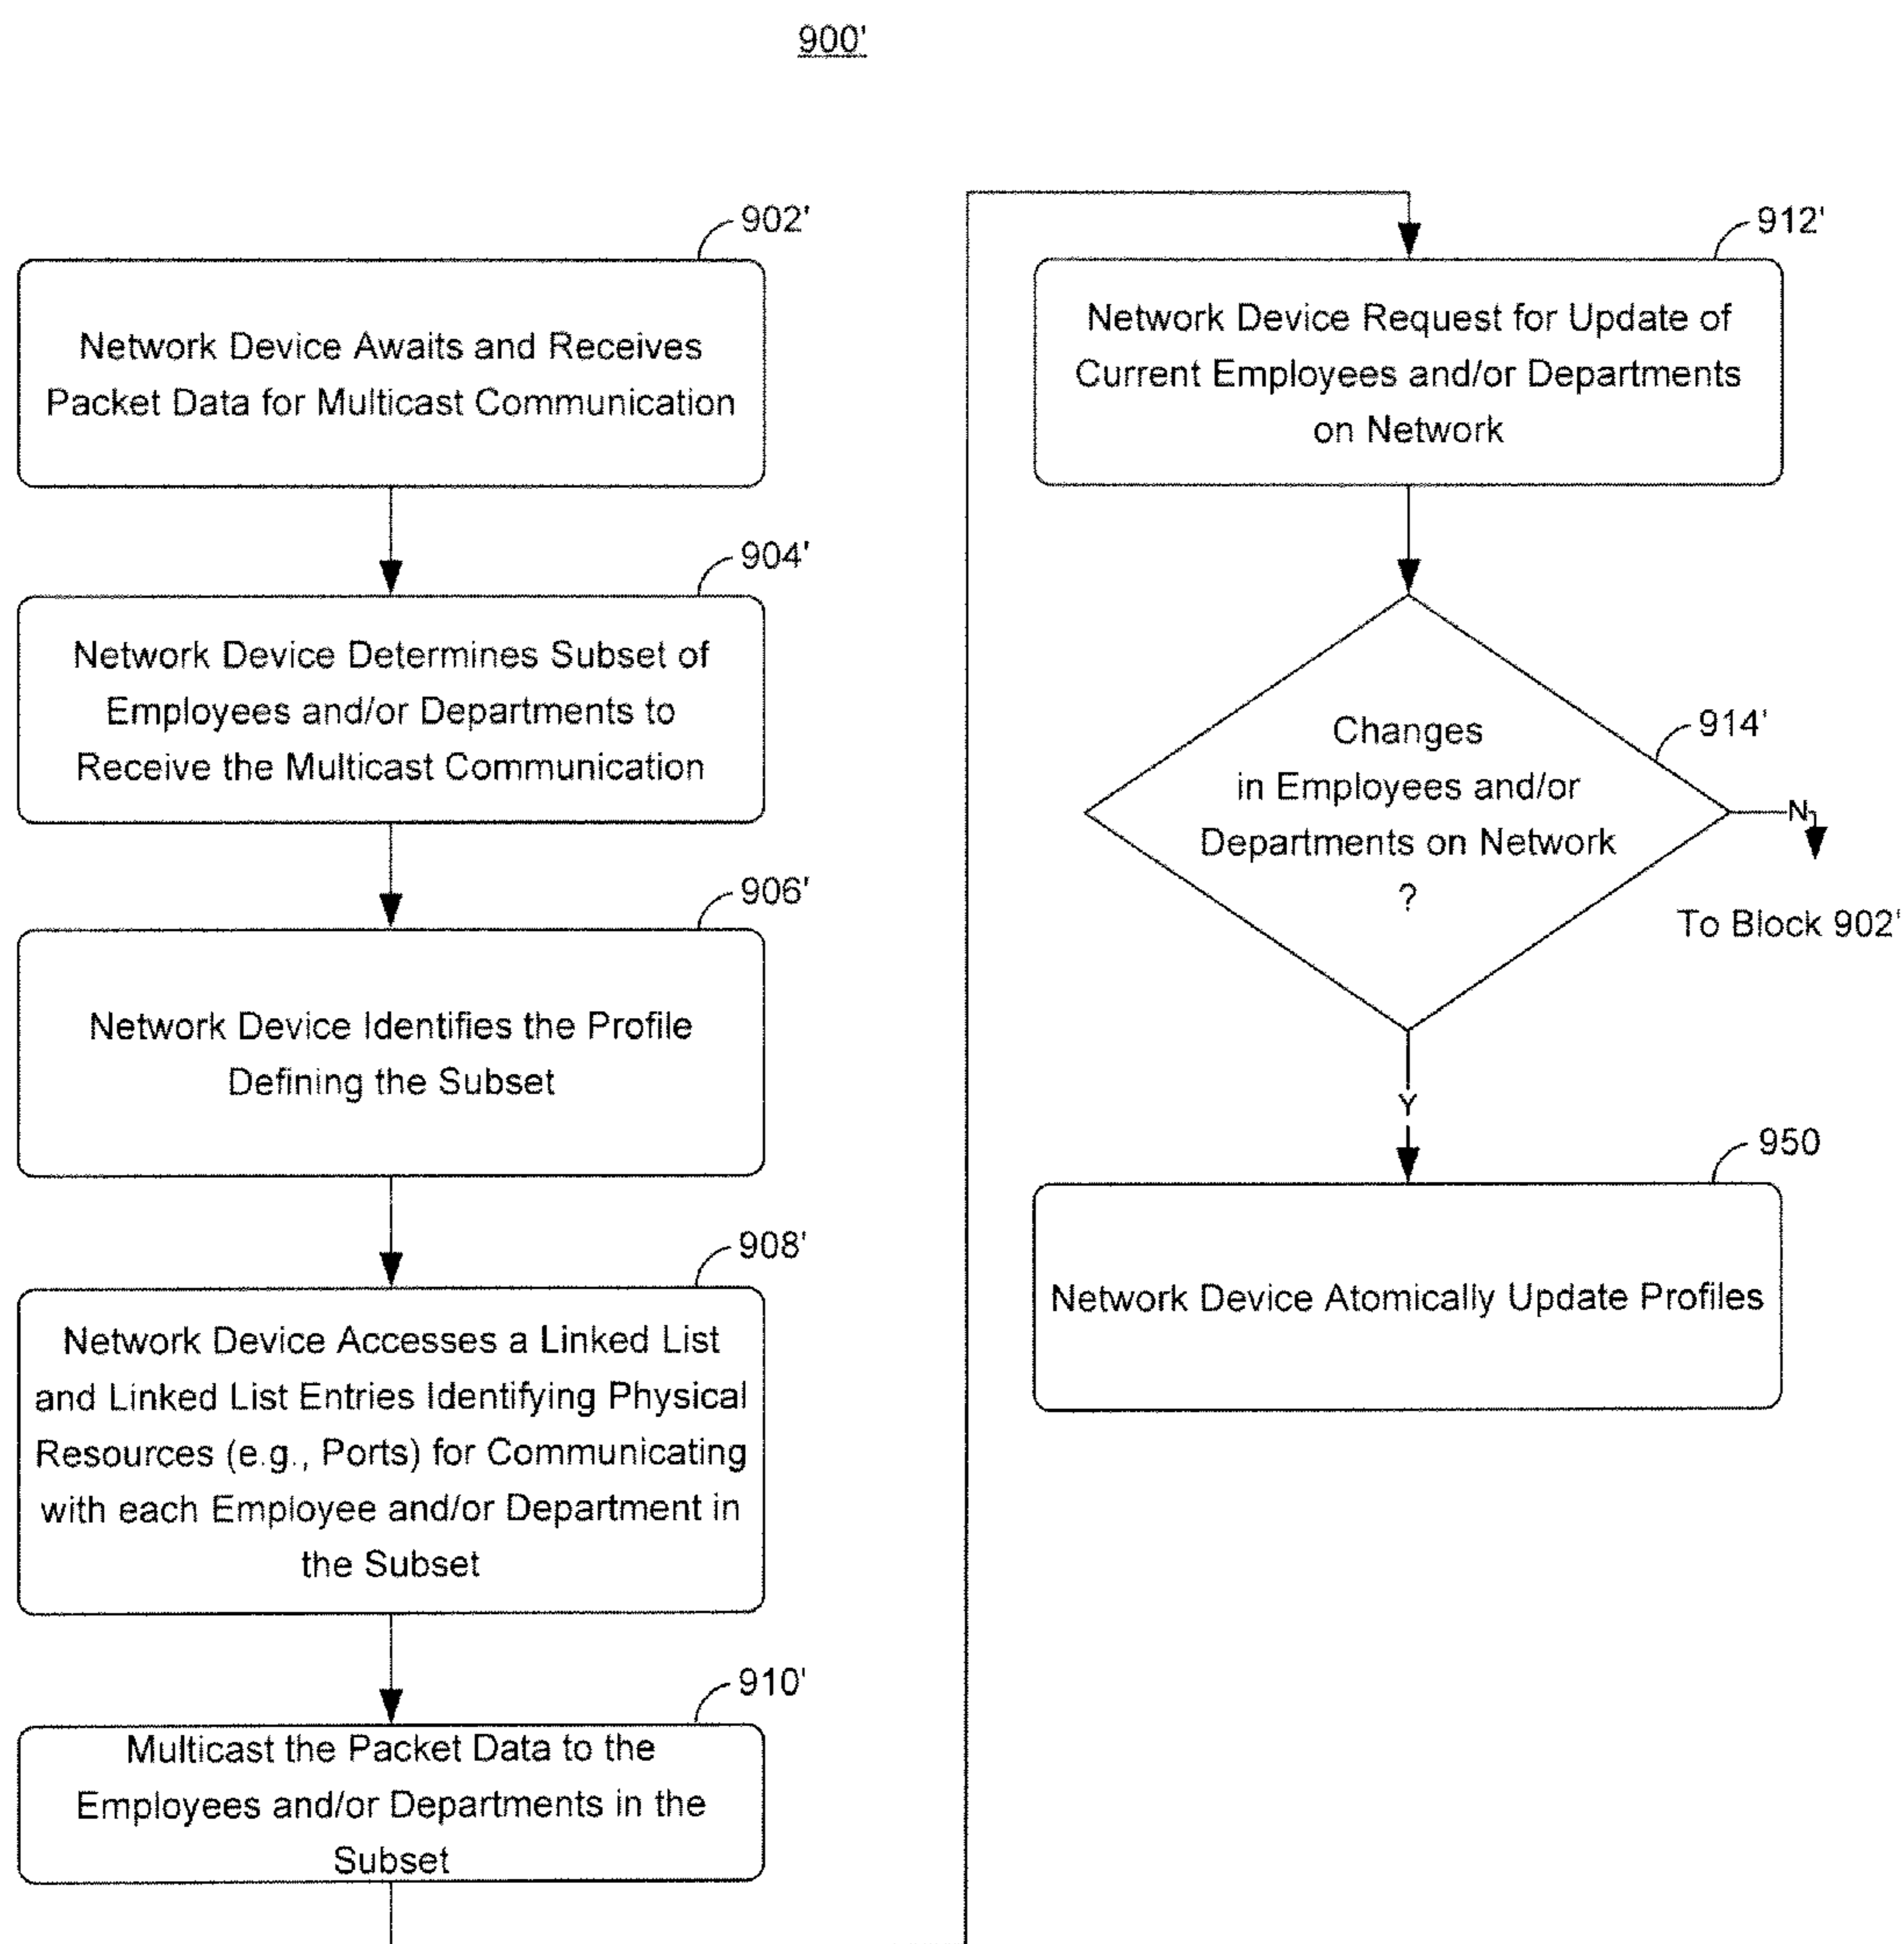 900'
902'
Network Device Awaits and Receives
Packet Data for Multicast Communication
904'
Network Device Determines Subset of
Employees and/or Departments to
Receive the Multicast Communication
906'
Network Device Identifies the Profile
Defining the Subset
908'
Network Device Accesses a Linked List
and Linked List Entries Identifying Physical
Resources (e.g., Ports) for Communicating
with each Employee and/or Department in
the Subset
910'
Multicast the Packet Data to the
Employees and/or Departments in the
Subset
912'
Network Device Request for Update of
Current Employees and/or Departments
on Network
914'
Changes
in Employees and/or
Departments on Network
?
N
To Block 902'
Y
950
Network Device Atomically Update Profiles